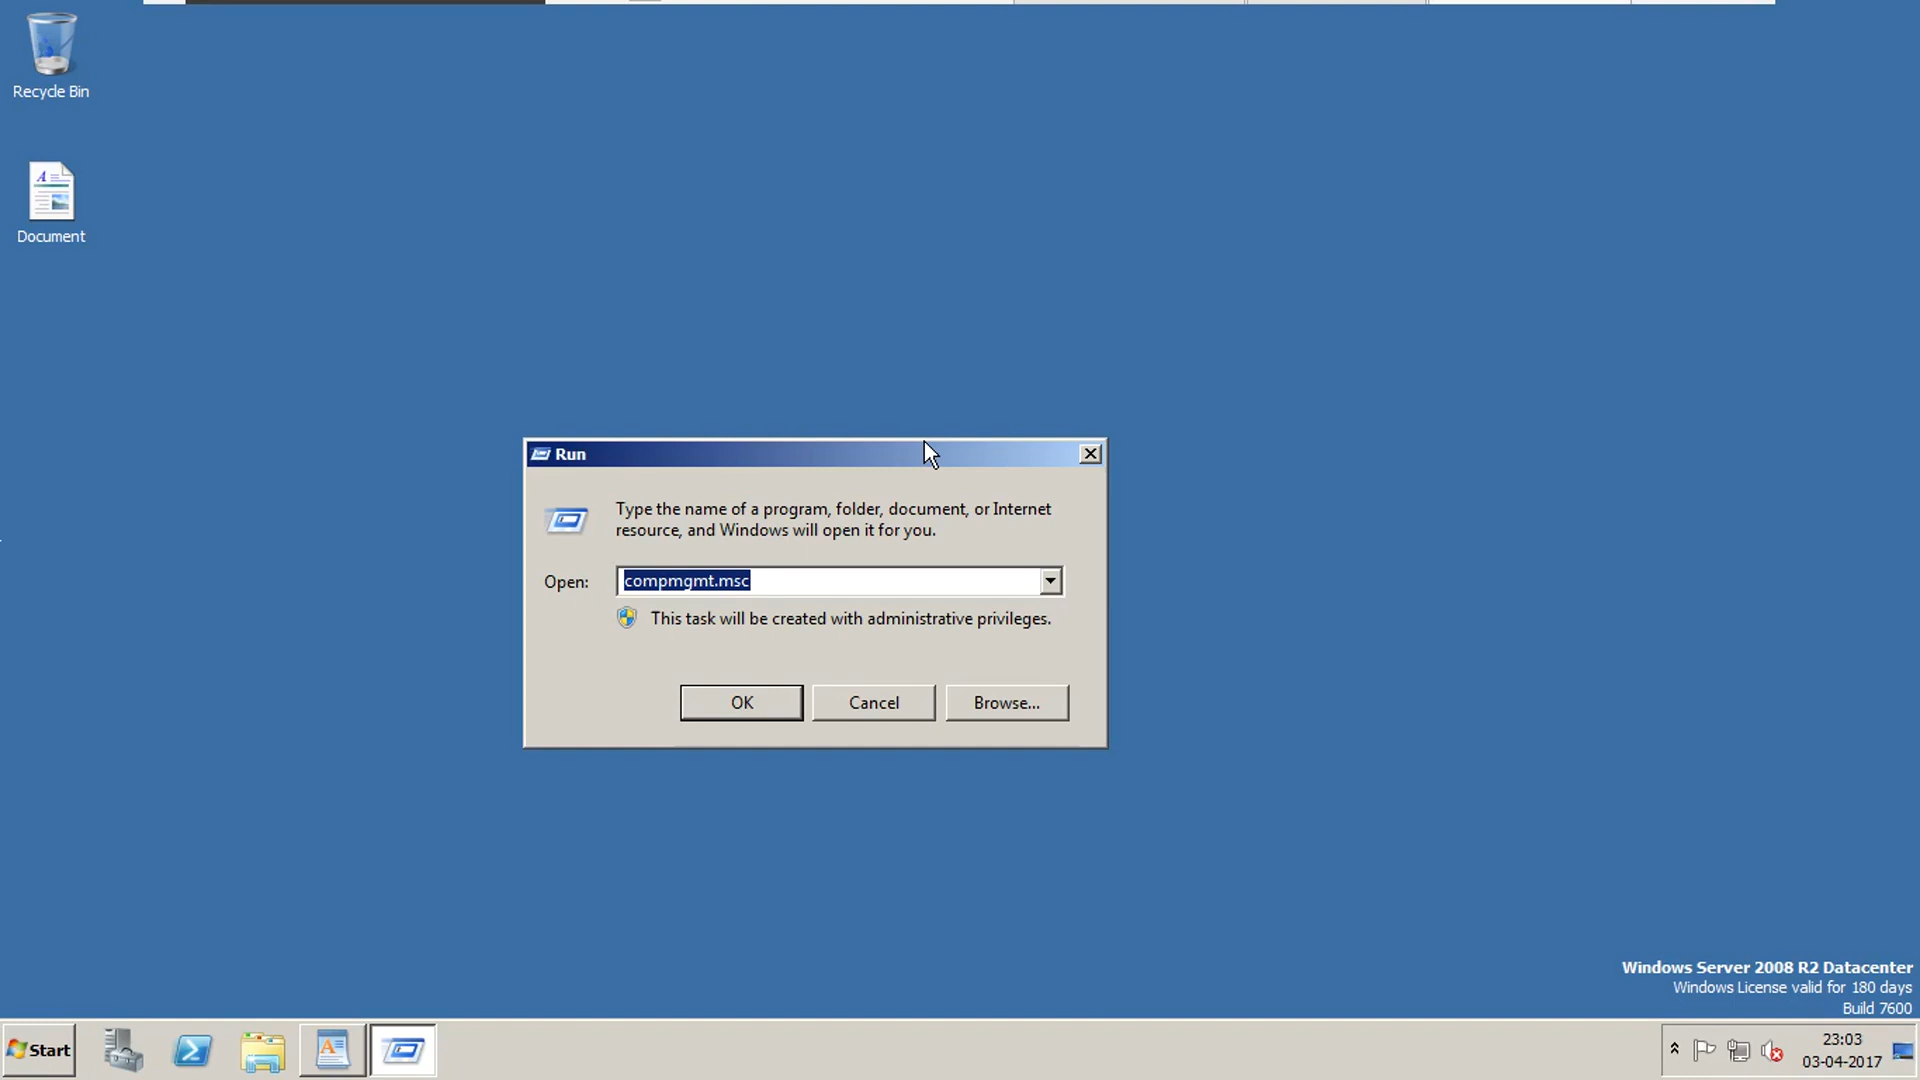 Recycle Bin
Document
Run
Type the name of a program, folder, document, or Internet
resource, and Windows will open it for you.
Open:
compmgmt.msc
This task will be created with administrative privileges.
OK
Cancel
Browse...
Windows Server 2008 R2 Datacenter
Windows License valid for 180 days
Build 7600
Start
23:03
03-04-2017